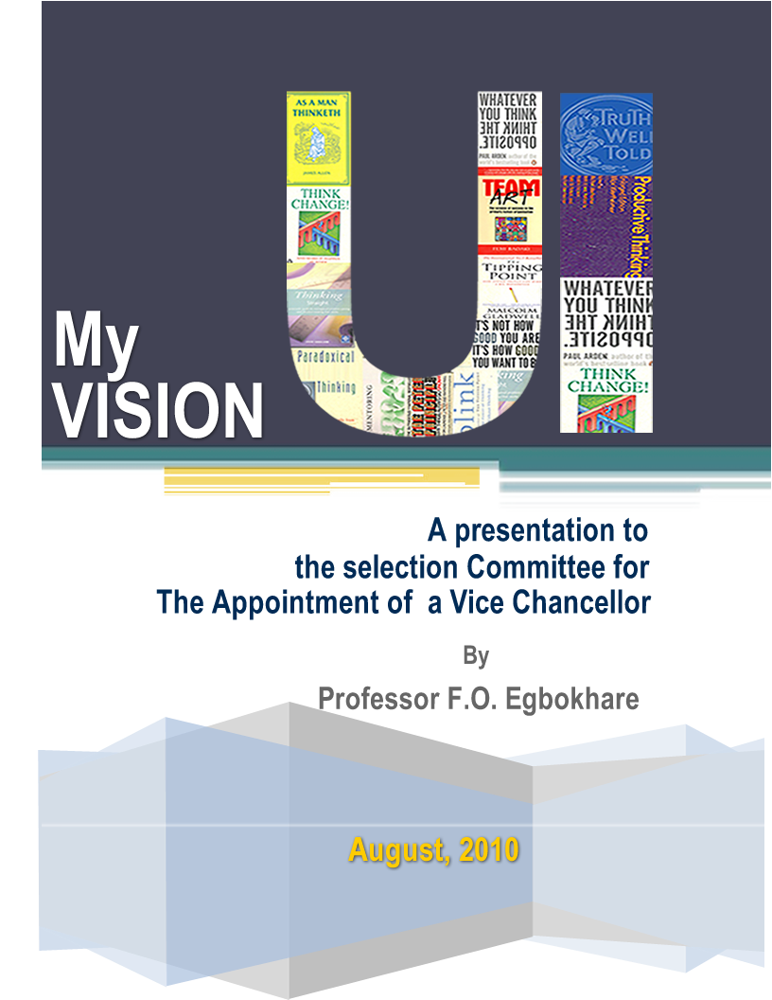 AS A MAN
THINKETH
JAMES ALLEN
THINK
CHANGE!
Thinking
Straight
Paradoxical
Thinking
MENTORING
blink
WHATEVER
YOU THINK
THINK THE
OPPOSITE.
PAUL ARDEN author of the
world's bestselling book
TEAM
ART
TIPPING
POINT
MALCOLM
GLADWELL
IT'S NOT HOW
GOOD YOU ARE
IT'S HOW GOOD
YOU WANT TO B
TRUTH
WELL
TOLD
Productive Thinking
WHATEVER
YOU THINK
THINK THE
OPPOSITE.
PAUL ARDEN author of th
world's bestselling book
THINK
CHANGE!
My
VISION
A presentation to
the selection Committee for
The Appointment of a Vice Chancellor
By
Professor F.O. Egbokhare
August, 2010